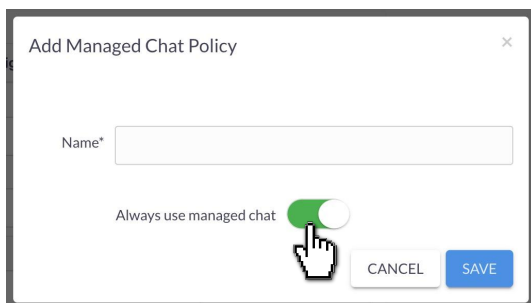 Add Managed Chat Policy ×
Name*
Always use managed chat
CANCEL SAVE